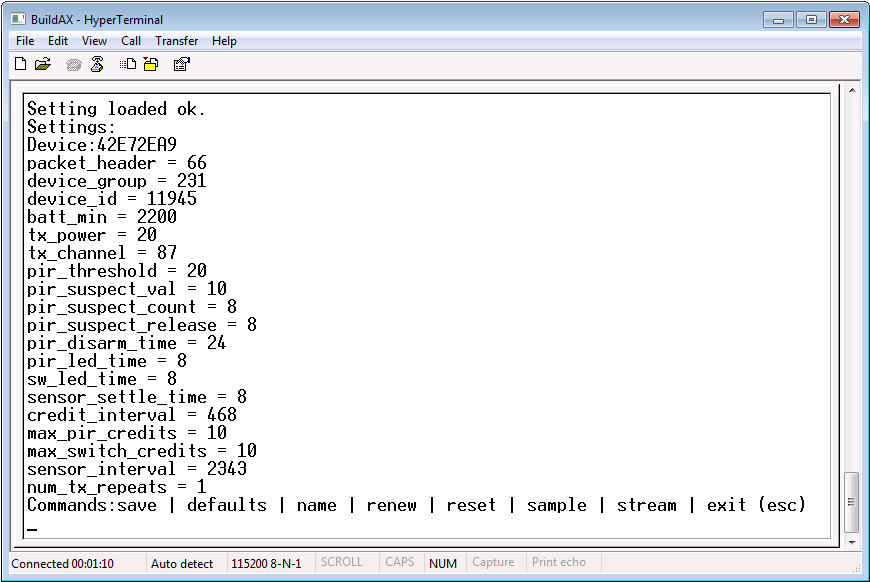 BuildAX - HyperTerminal
File Edit View Call Transfer Help
Setting loaded ok.
Settings:
Device:42E72EA9
packet_header = 66
device_group = 231
device_id = 11945
batt_min = 2200
tx_power = 20
tx_channel = 87
pir_threshold = 20
pir_suspect_val = 10
pir_suspect_count = 8
pir_suspect_release = 8
pir_disarm_time = 24
pir_led_time = 8
sw_led_time = 8
sensor_settle_time = 8
credit_interval = 468
max_pir_credits = 10
max_switch_credits = 10
sensor_interval = 2343
num_tx_repeats = 1
Commands:save | defaults | name | renew | reset | sample | stream | exit (esc)
_
Connected 00:01:10 Auto detect 115200 8-N-1 SCROLL CAPS NUM Capture Print echo